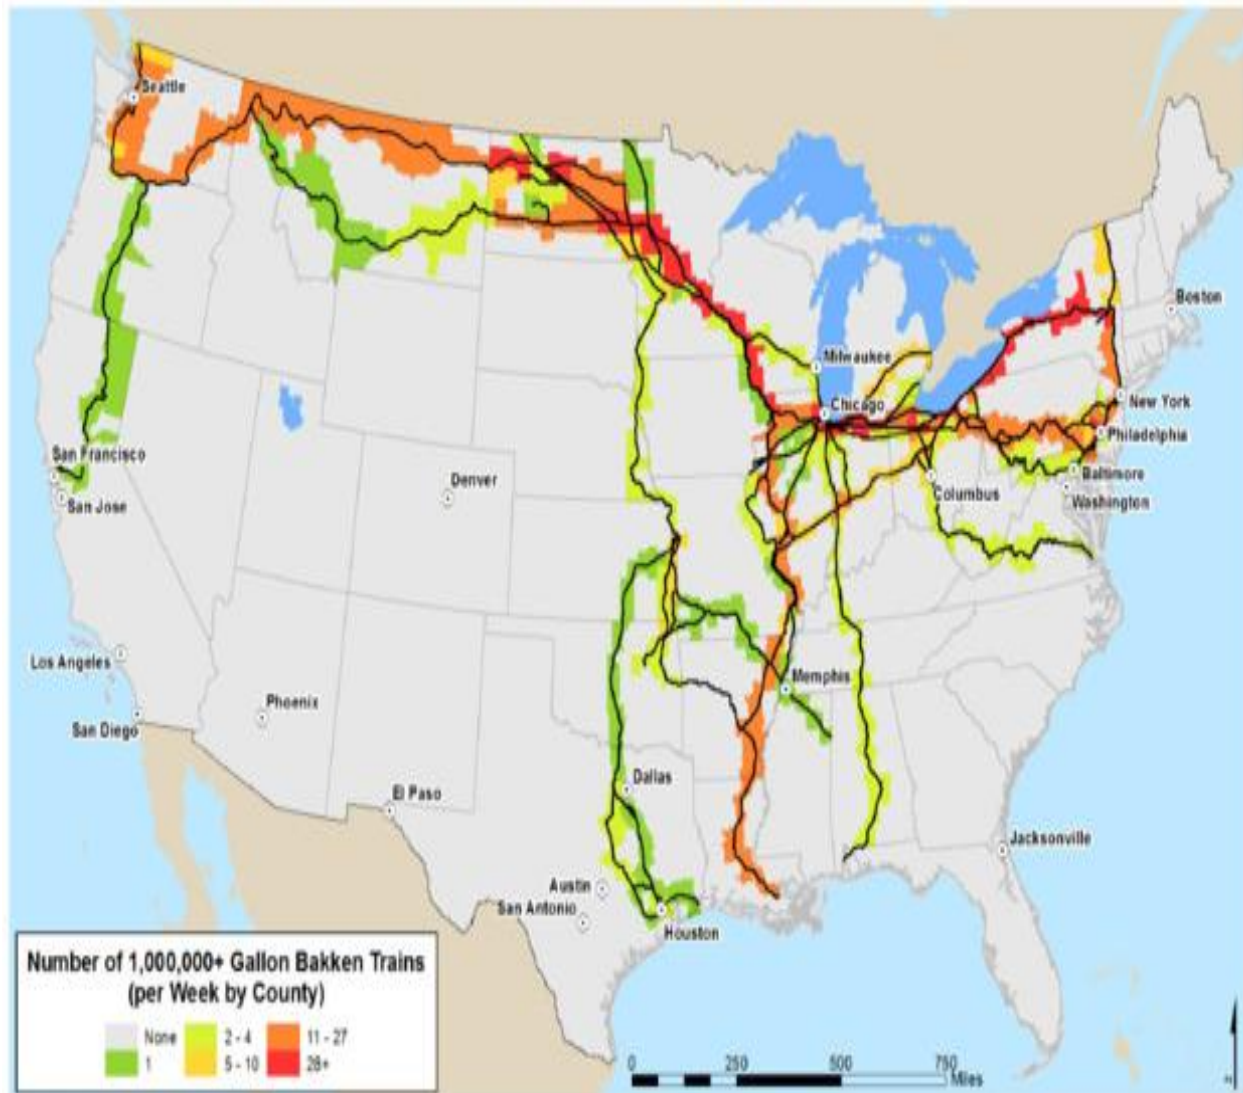 Seattle
Boston
Milwaukee
Chicago
New York
Philadelphia
San Francisco
Denver
Baltimore
San Jose
Columbus
Washington
Los Angeles
Memphis
Phoenix
San Diego
Dallas
El Paso
Jacksonville
Austin
San Antonio
Houston
Number of 1,000,000+ Gallon Bakken Trains
(per Week by County)
None 2 - 4 11 - 27
1 5 - 10 28+
0 250 500 750
Miles